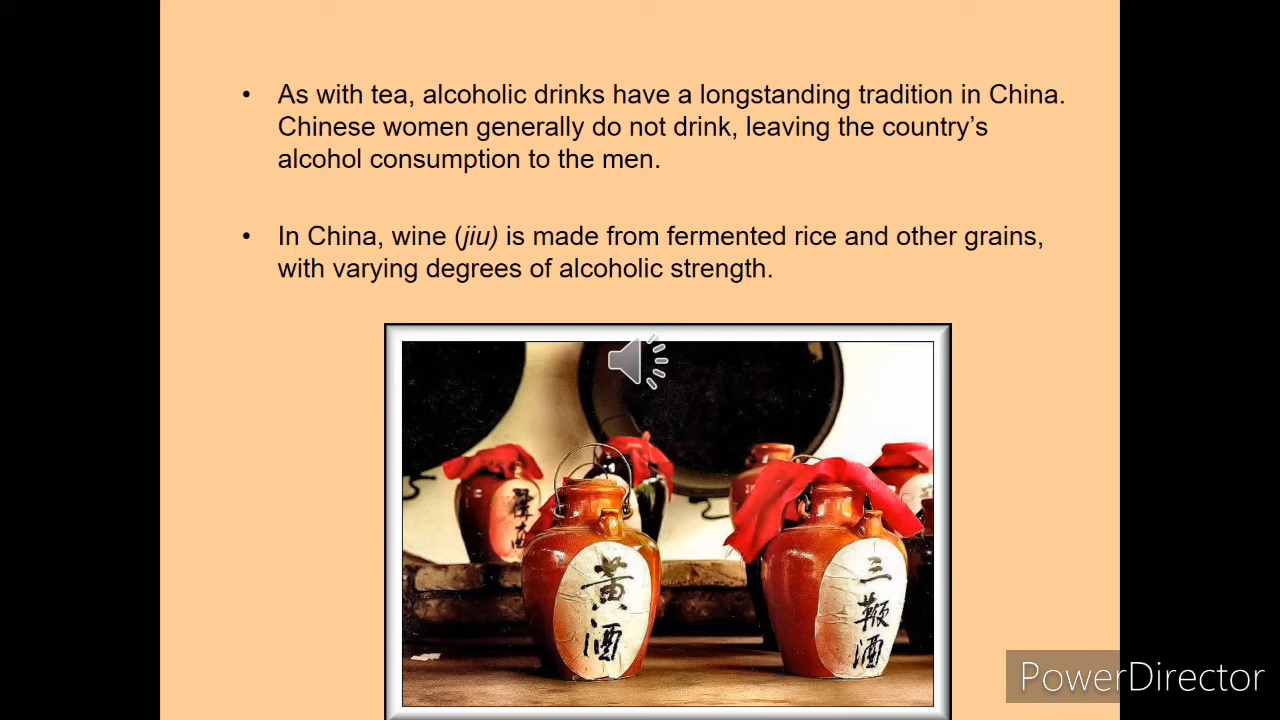 • As with tea, alcoholic drinks have a longstanding tradition in China.
Chinese women generally do not drink, leaving the country’s
alcohol consumption to the men.
• In China, wine (jiu) is made from fermented rice and other grains,
with varying degrees of alcoholic strength.
黃酒
三鞭酒
PowerDirector